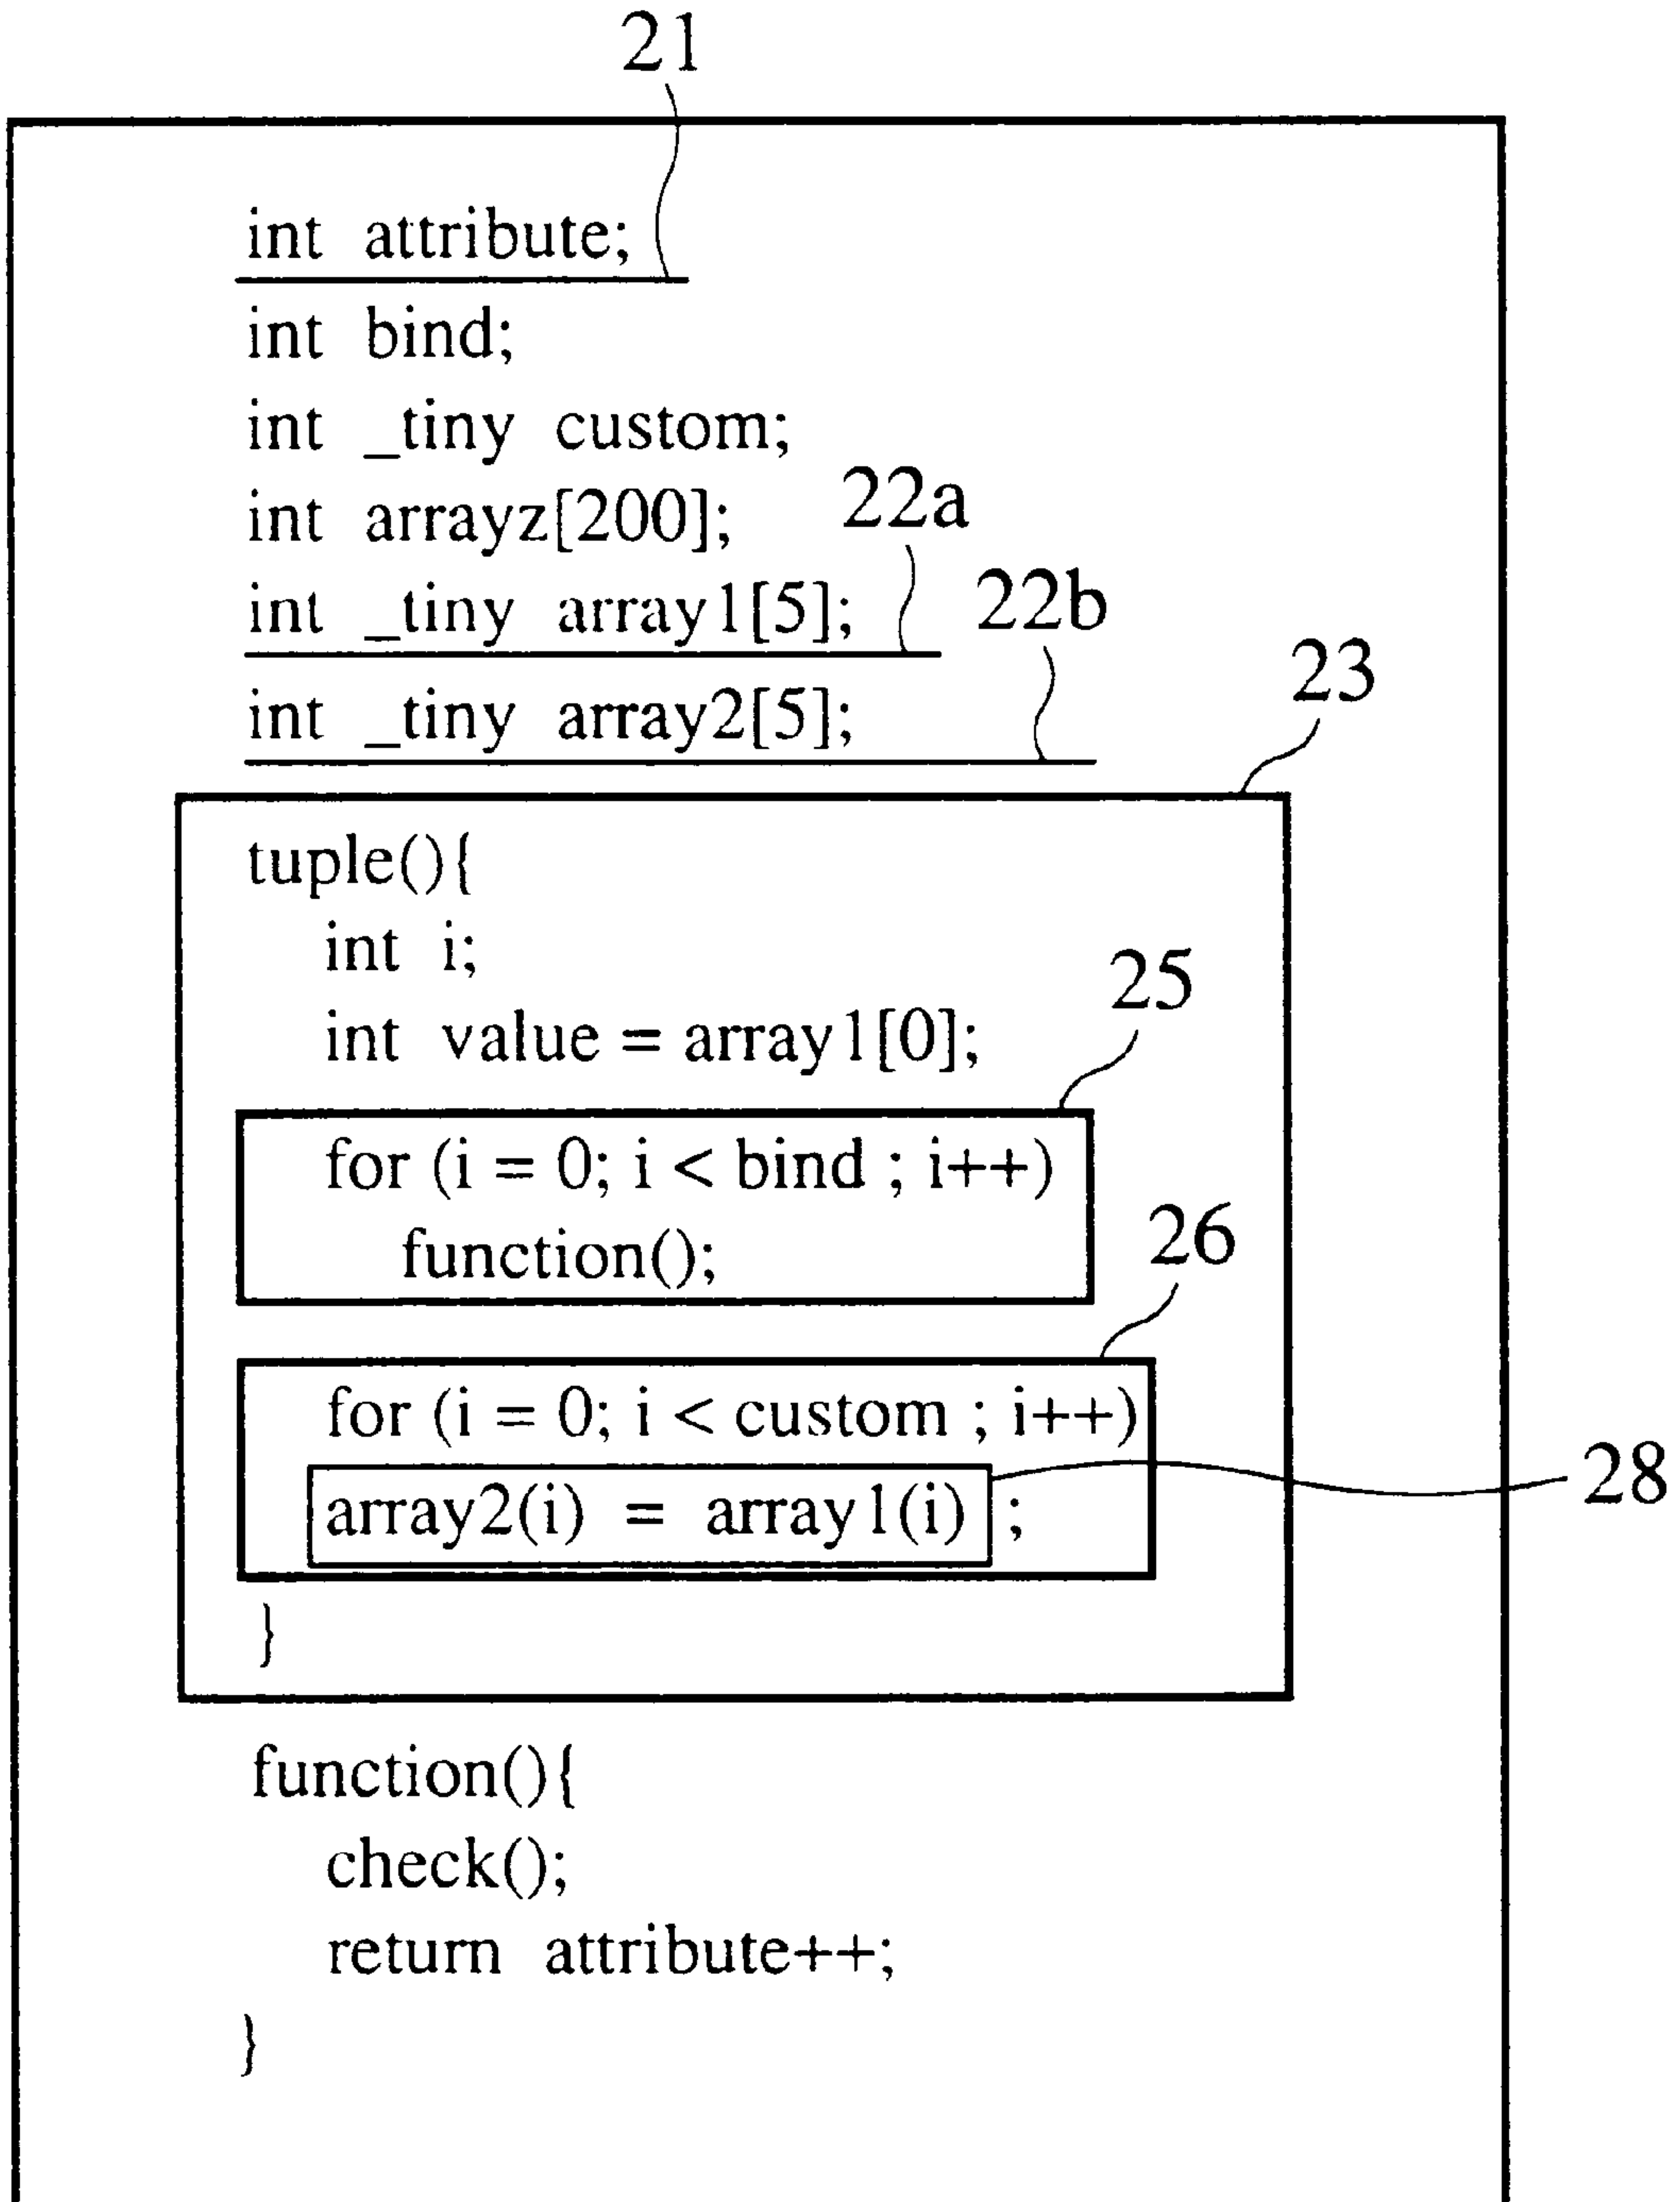 21
int attribute;
int bind;
int _tiny custom;
int arrayz[200];
22a
int _tiny array1[5];
22b
int _tiny array2[5];
23
tuple(){
int i;
int value = array1[0];
25
for (i = 0; i < bind ; i++)
function();
26
for (i = 0; i < custom ; i++)
array2(i) = array1(i) ;
28
}
function(){
check();
return attribute++;
}